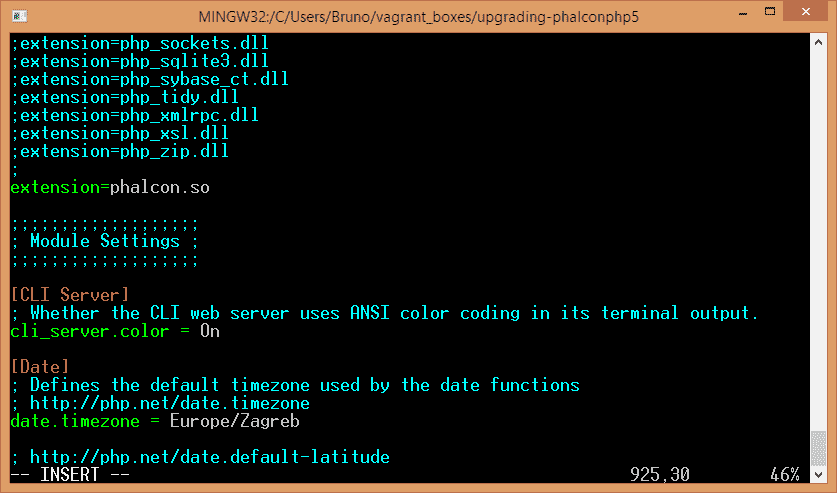 MINGW32:/C/Users/Bruno/vagrant_boxes/upgrading-phalconphp5
;extension=php_sockets.dll
;extension=php_sqlite3.dll
;extension=php_sybase_ct.dll
;extension=php_tidy.dll
;extension=php_xmlrpc.dll
;extension=php_xsl.dll
;extension=php_zip.dll
;
extension=phalcon.so
;;;;;;;;;;;;;;;;;;;
; Module Settings ;
;;;;;;;;;;;;;;;;;;;
[CLI Server]
; Whether the CLI web server uses ANSI color coding in its terminal output.
cli_server.color = On
[Date]
; Defines the default timezone used by the date functions
; http://php.net/date.timezone
date.timezone = Europe/Zagreb
; http://php.net/date.default-latitude
-- INSERT -- 925,30 46%